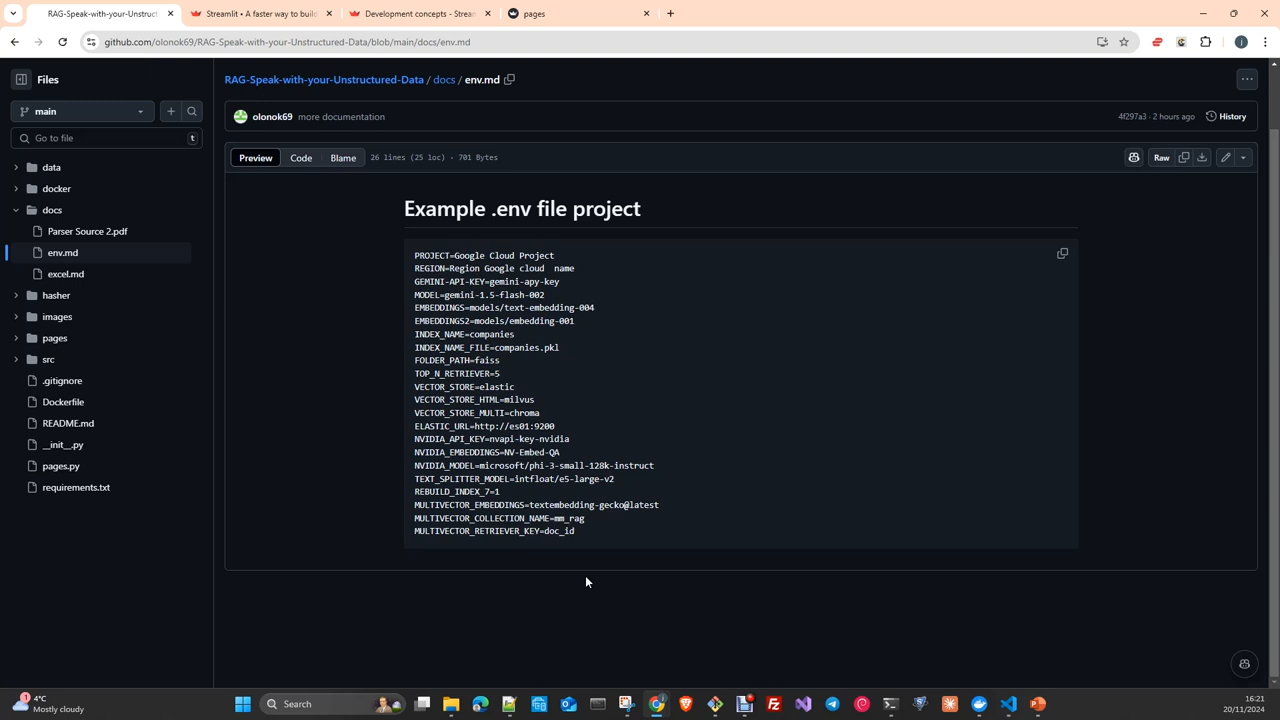 RAG-Speak-with-your-Unstruct
Streamlit • A faster way to build
Development concepts - Stream
pages
github.com/olonok69/RAG-Speak-with-your-Unstructured-Data/blob/main/docs/env.md
Files
RAG-Speak-with-your-Unstructured-Data / docs / env.md
main
olonok69 more documentation
4f297a3 · 2 hours ago
History
Go to file
t
Preview
Code
Blame
26 lines (25 loc) · 701 Bytes
Raw
data
docker
docs
Parser Source 2.pdf
env.md
excel.md
hasher
images
pages
src
.gitignore
Dockerfile
README.md
__init__.py
pages.py
requirements.txt
Example .env file project
PROJECT=Google Cloud Project
REGION=Region Google cloud  name
GEMINI-API-KEY=gemini-apy-key
MODEL=gemini-1.5-flash-002
EMBEDDINGS=models/text-embedding-004
EMBEDDINGS2=models/embedding-001
INDEX_NAME=companies
INDEX_NAME_FILE=companies.pkl
FOLDER_PATH=faiss
TOP_N_RETRIEVER=5
VECTOR_STORE=elastic
VECTOR_STORE_HTML=milvus
VECTOR_STORE_MULTI=chroma
ELASTIC_URL=http://es01:9200
NVIDIA_API_KEY=nvapi-key-nvidia
NVIDIA_EMBEDDINGS=NV-Embed-QA
NVIDIA_MODEL=microsoft/phi-3-small-128k-instruct
TEXT_SPLITTER_MODEL=intfloat/e5-large-v2
REBUILD_INDEX_7=1
MULTIVECTOR_EMBEDDINGS=textembedding-gecko@latest
MULTIVECTOR_COLLECTION_NAME=mm_rag
MULTIVECTOR_RETRIEVER_KEY=doc_id
1
4°C
Mostly cloudy
Search
16:21
20/11/2024